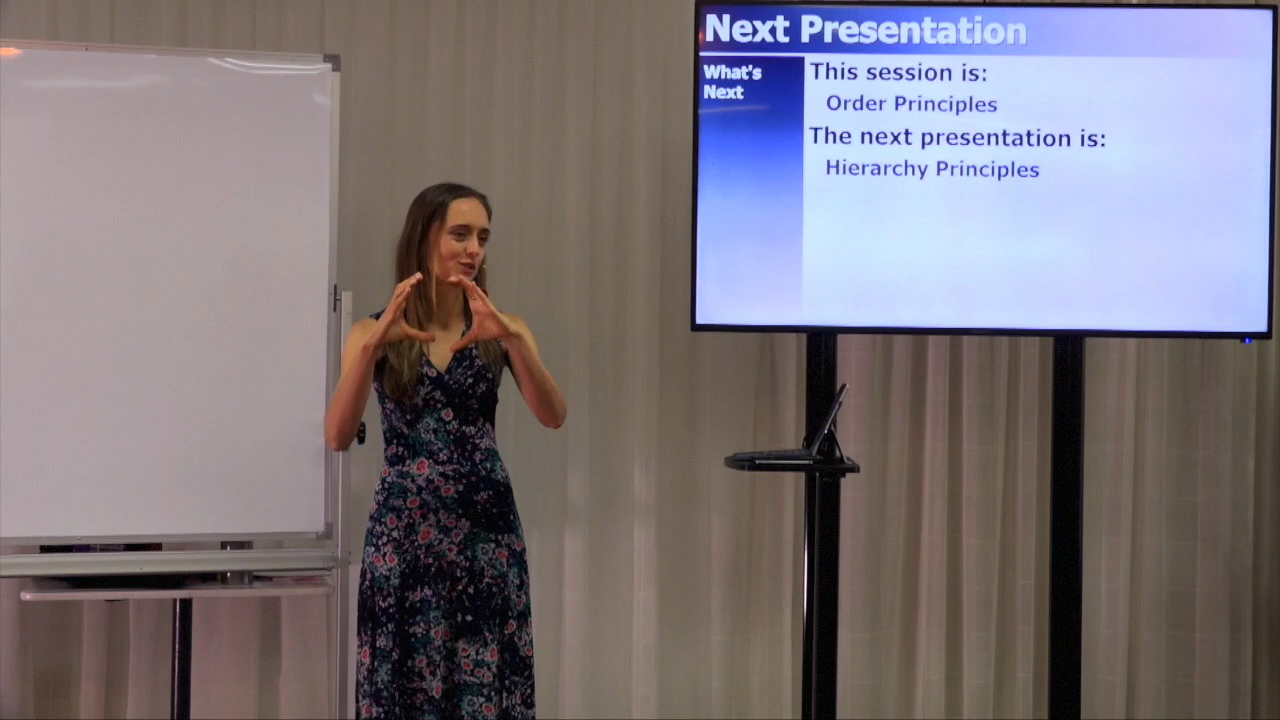 Next Presentation
What's
Next
This session is:
Order Principles
The next presentation is:
Hierarchy Principles